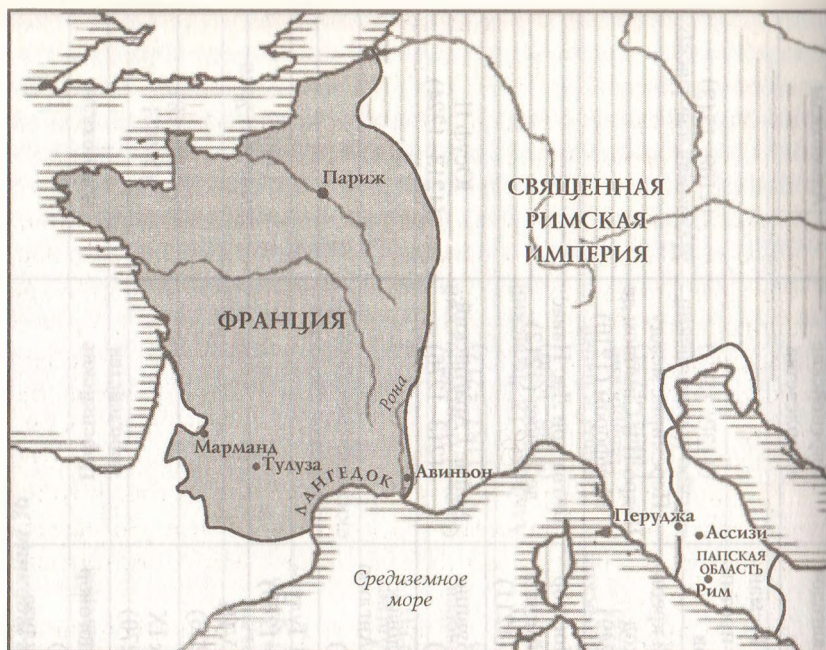 Париж
СВЯЩЕННАЯ
РИМСКАЯ
ИМПЕРИЯ
ФРАНЦИЯ
Рона
Марманд
Тулуза
ЛАНГЕДОК
Авиньон
Перуджа
Ассизи
ПАПСКАЯ
ОБЛАСТЬ
Рим
Средиземное
море